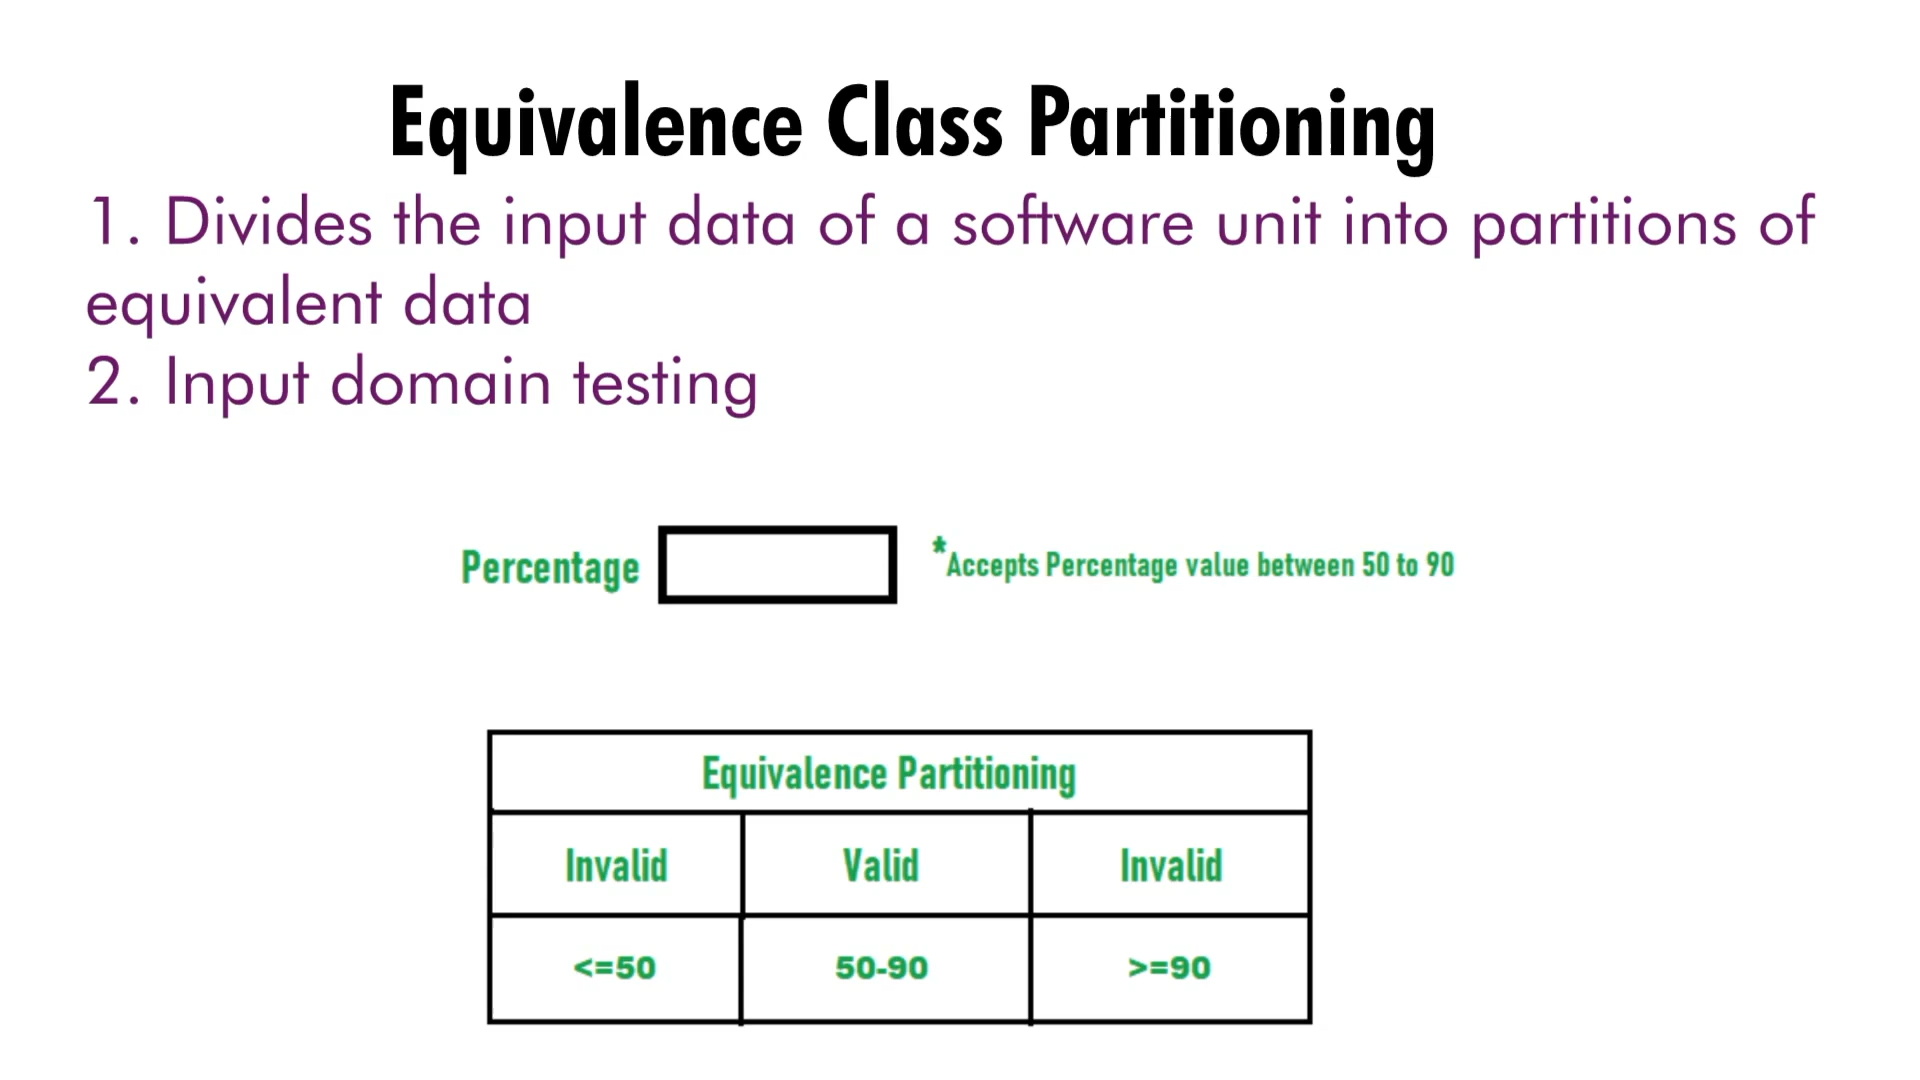 Equivalence Class Partitioning
1. Divides the input data of a software unit into partitions of
equivalent data
2. Input domain testing
Percentage *Accepts Percentage value between 50 to 90
Equivalence Partitioning
Invalid Valid Invalid
<=50 50-90 >=90